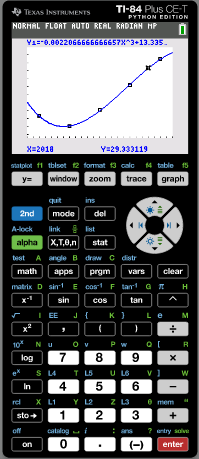 TEXAS INSTRUMENTS TI-84 Plus CE-T
PYTHON EDITION
NORMAL FLOAT AUTO REAL RADIAN MP
Y1=-0.0022066666666657X^3+13.335…
X=2018 Y=29.333119
statplot f1 tblset f2 format f3 calc f4 table f5
y= window zoom trace graph
quit ins
2nd mode del
A-lock link list
alpha X,T,θ,n stat
test A angle B draw C distr
math apps prgm vars clear
matrix D sin⁻¹ E cos⁻¹ F tan⁻¹ G π H
x⁻¹ sin cos tan ^
√ I EE J { K } L e M
x² , ( ) ÷
10ˣ N u O v P w Q [ R
log 7 8 9 ×
eˣ S L4 T L5 U L6 V ] W
ln 4 5 6 −
rcl X L1 Y L2 Z L3 θ mem "
sto→ 1 2 3 +
off catalog ⎵ i : ans ? entry solve
on 0 . (−) enter